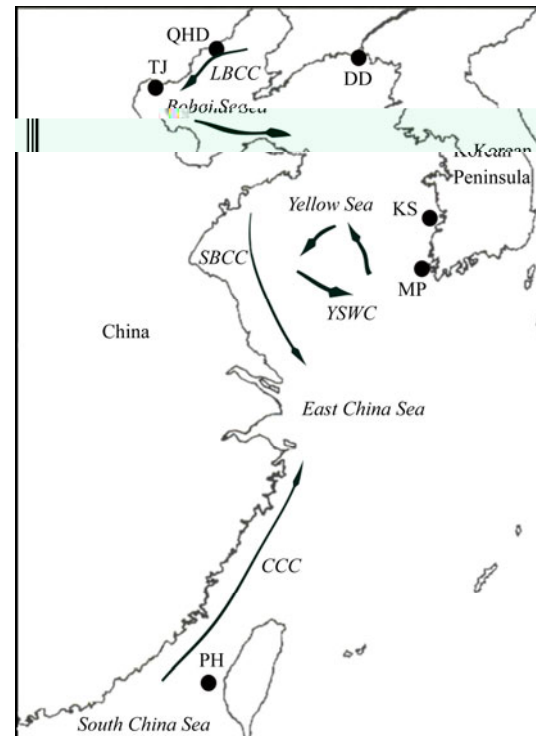 QHD
TJ
LBCC
DD
Korean
Peninsula
Yellow Sea
KS
SBCC
MP
YSWC
China
East China Sea
CCC
PH
South China Sea